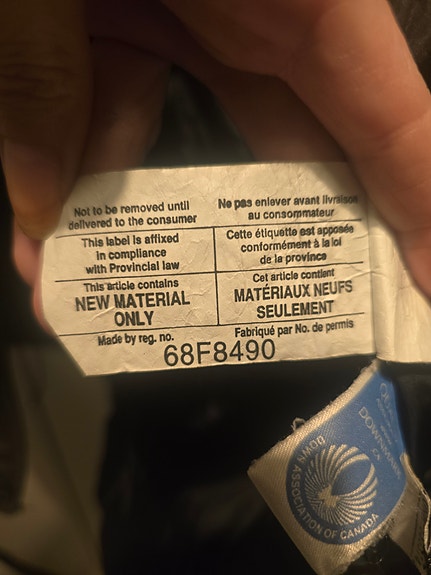 Not to be removed until
delivered to the consumer
Ne pas enlever avant livraison
au consommateur
This label is affixed
in compliance
with Provincial law
Cette étiquette est apposée
conformément à la loi
de la province
This article contains
NEW MATERIAL
ONLY
Cet article contient
MATÉRIAUX NEUFS
SEULEMENT
Made by reg. no.
Fabriqué par No. de permis
68F8490
DOWN ASSOCIATION OF CANADA